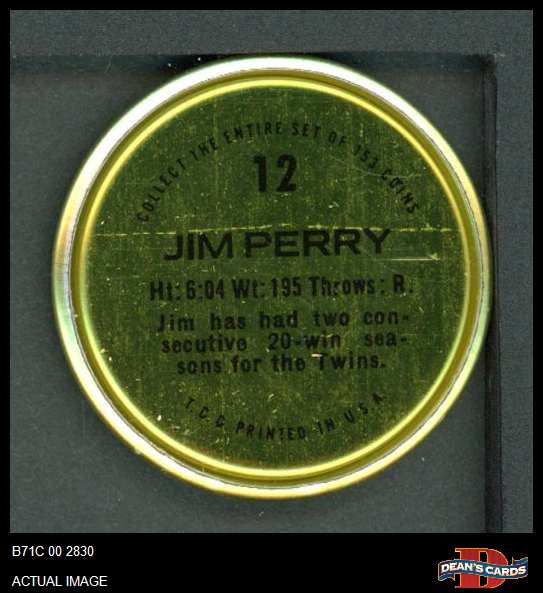 COLLECT THE ENTIRE SET OF 153 COINS
12
JIM PERRY
Ht: 6:04 Wt: 195 Throws: R.
Jim has had two con-
secutive 20-win sea-
sons for the Twins.
T.C.G. PRINTED IN U.S.A.
B71C 00 2830
ACTUAL IMAGE
DEAN'S CARDS